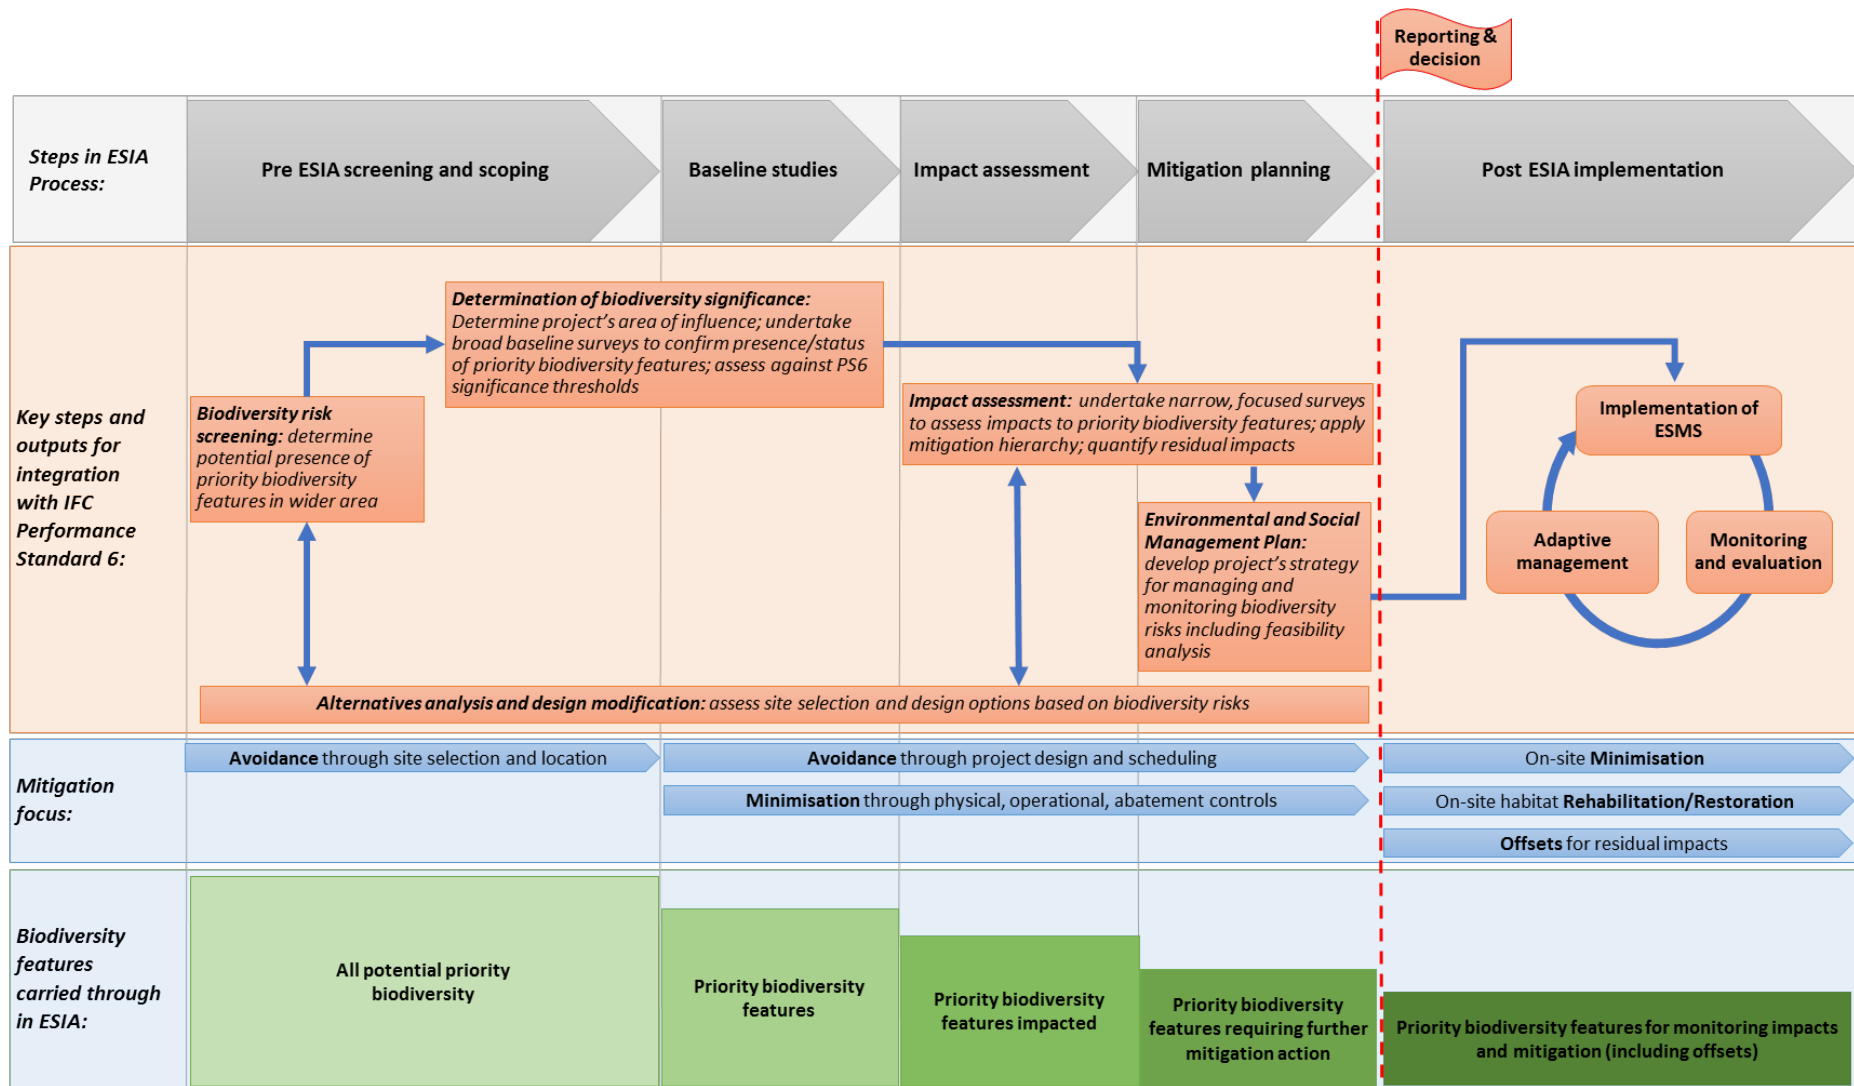 Reporting &
decision
Steps in ESIA
Process:
Pre ESIA screening and scoping
Baseline studies
Impact assessment
Mitigation planning
Post ESIA implementation
Key steps and
outputs for
integration
with IFC
Performance
Standard 6:
Biodiversity risk
screening: determine
potential presence of
priority biodiversity
features in wider area
Determination of biodiversity significance:
Determine project's area of influence; undertake
broad baseline surveys to confirm presence/status
of priority biodiversity features; assess against PS6
significance thresholds
Impact assessment: undertake narrow, focused surveys
to assess impacts to priority biodiversity features; apply
mitigation hierarchy; quantify residual impacts
Environmental and Social
Management Plan:
develop project's strategy
for managing and
monitoring biodiversity
risks including feasibility
analysis
Alternatives analysis and design modification: assess site selection and design options based on biodiversity risks
Implementation of
ESMS
Adaptive
management
Monitoring
and evaluation
Mitigation
focus:
Avoidance through site selection and location
Avoidance through project design and scheduling
Minimisation through physical, operational, abatement controls
On-site Minimisation
On-site habitat Rehabilitation/Restoration
Offsets for residual impacts
Biodiversity
features
carried through
in ESIA:
All potential priority
biodiversity
Priority biodiversity
features
Priority biodiversity
features impacted
Priority biodiversity
features requiring further
mitigation action
Priority biodiversity features for monitoring impacts
and mitigation (including offsets)